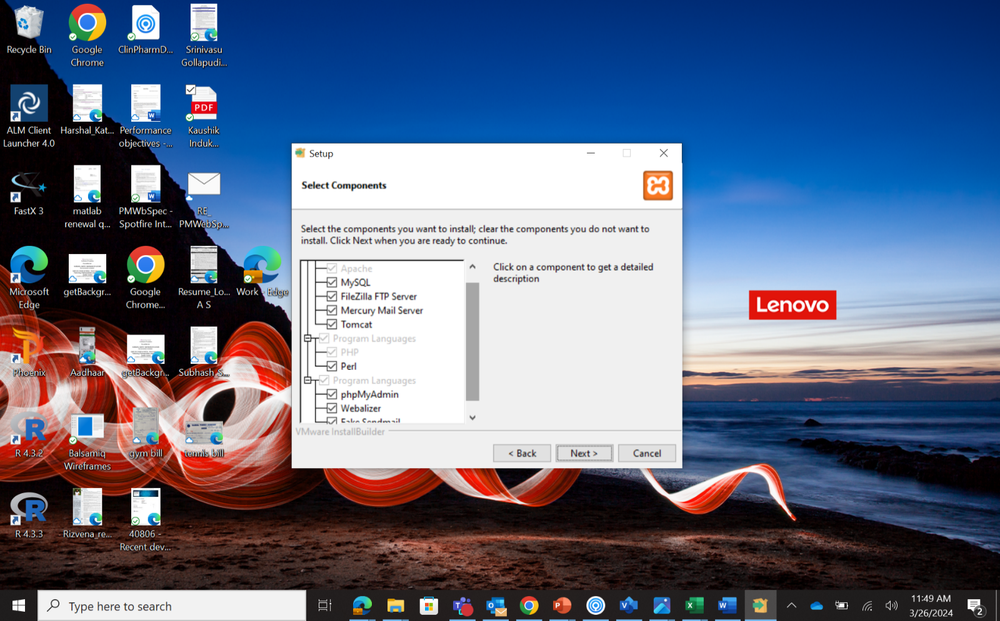 Recycle Bin
Google
Chrome
ClinPharmD...
Srinivasu
Gollapudi...
ALM Client
Launcher 4.0
Harshal_Kat...
Performance
objectives -...
PDF
Kaushik
Induk...
FastX 3
matlab
renewal q...
PMWbSpec -
Spotfire Int...
RE_
PMWebSp...
Microsoft
Edge
getBackgr...
Google
Chrome...
Resume_Lo...
A S
Work - Edge
Phoenix
Aadhaar
getBackgr...
Subhash_S...
R 4.3.2
Balsamiq
Wireframes
gym bill
tennis bill
R 4.3.3
Rizvena_re...
40806 -
Recent dev...
Setup
Select Components
Select the components you want to install; clear the components you do not want to
install. Click Next when you are ready to continue.
Apache
MySQL
FileZilla FTP Server
Mercury Mail Server
Tomcat
Program Languages
PHP
Perl
Program Languages
phpMyAdmin
Webalizer
Fake Sendmail
Click on a component to get a detailed
description
VMware InstallBuilder
< Back
Next >
Cancel
Lenovo
Type here to search
11:49 AM
3/26/2024
2